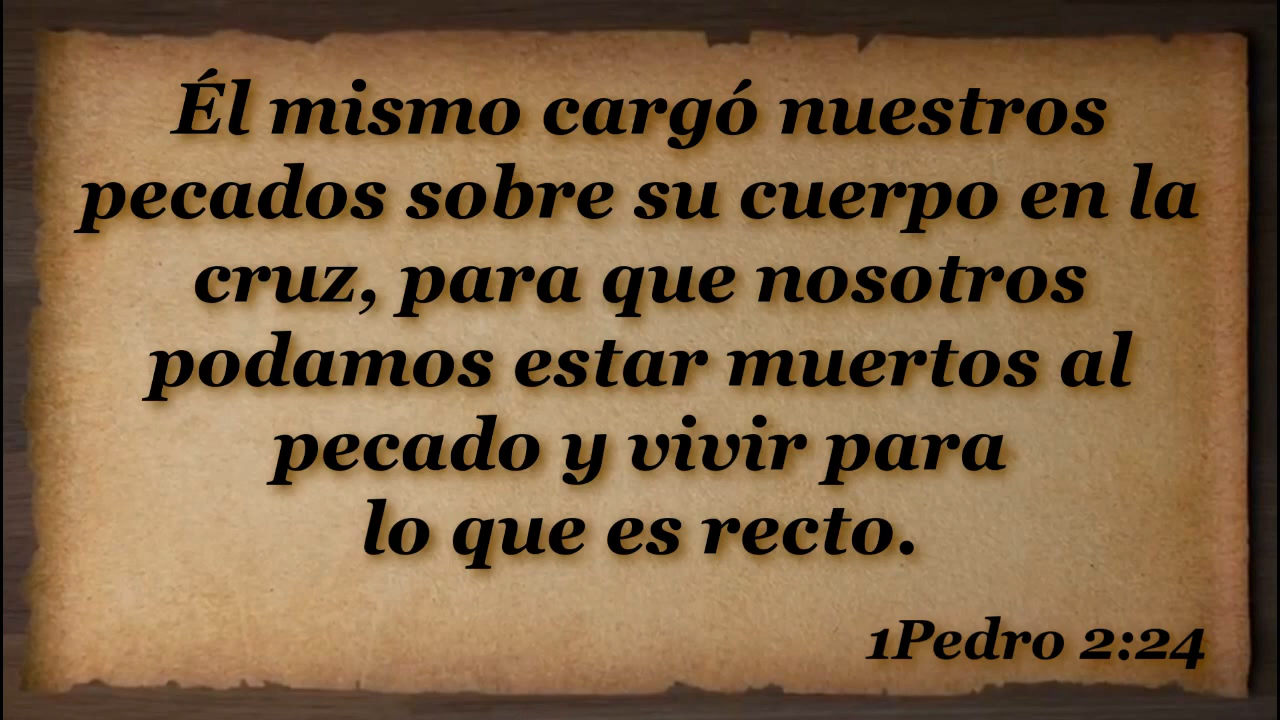 Él mismo cargó nuestros
pecados sobre su cuerpo en la
cruz, para que nosotros
podamos estar muertos al
pecado y vivir para
lo que es recto.
1Pedro 2:24